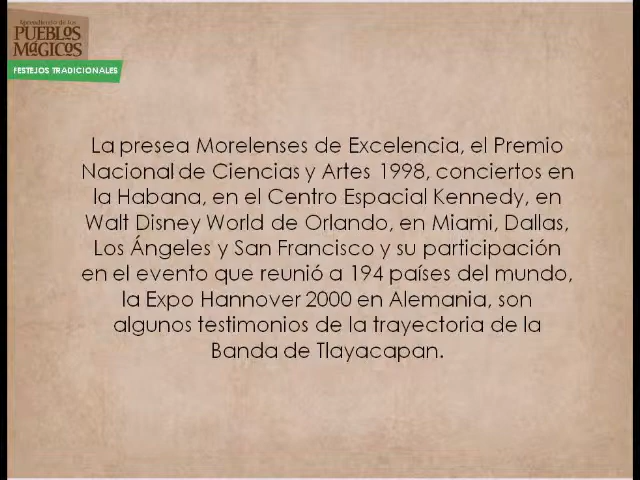 Aprendiendo de los
PUEBLOS
MÁGICOS
FESTEJOS TRADICIONALES
La presea Morelenses de Excelencia, el Premio
Nacional de Ciencias y Artes 1998, conciertos en
la Habana, en el Centro Espacial Kennedy, en
Walt Disney World de Orlando, en Miami, Dallas,
Los Ángeles y San Francisco y su participación
en el evento que reunió a 194 países del mundo,
la Expo Hannover 2000 en Alemania, son
algunos testimonios de la trayectoria de la
Banda de Tlayacapan.